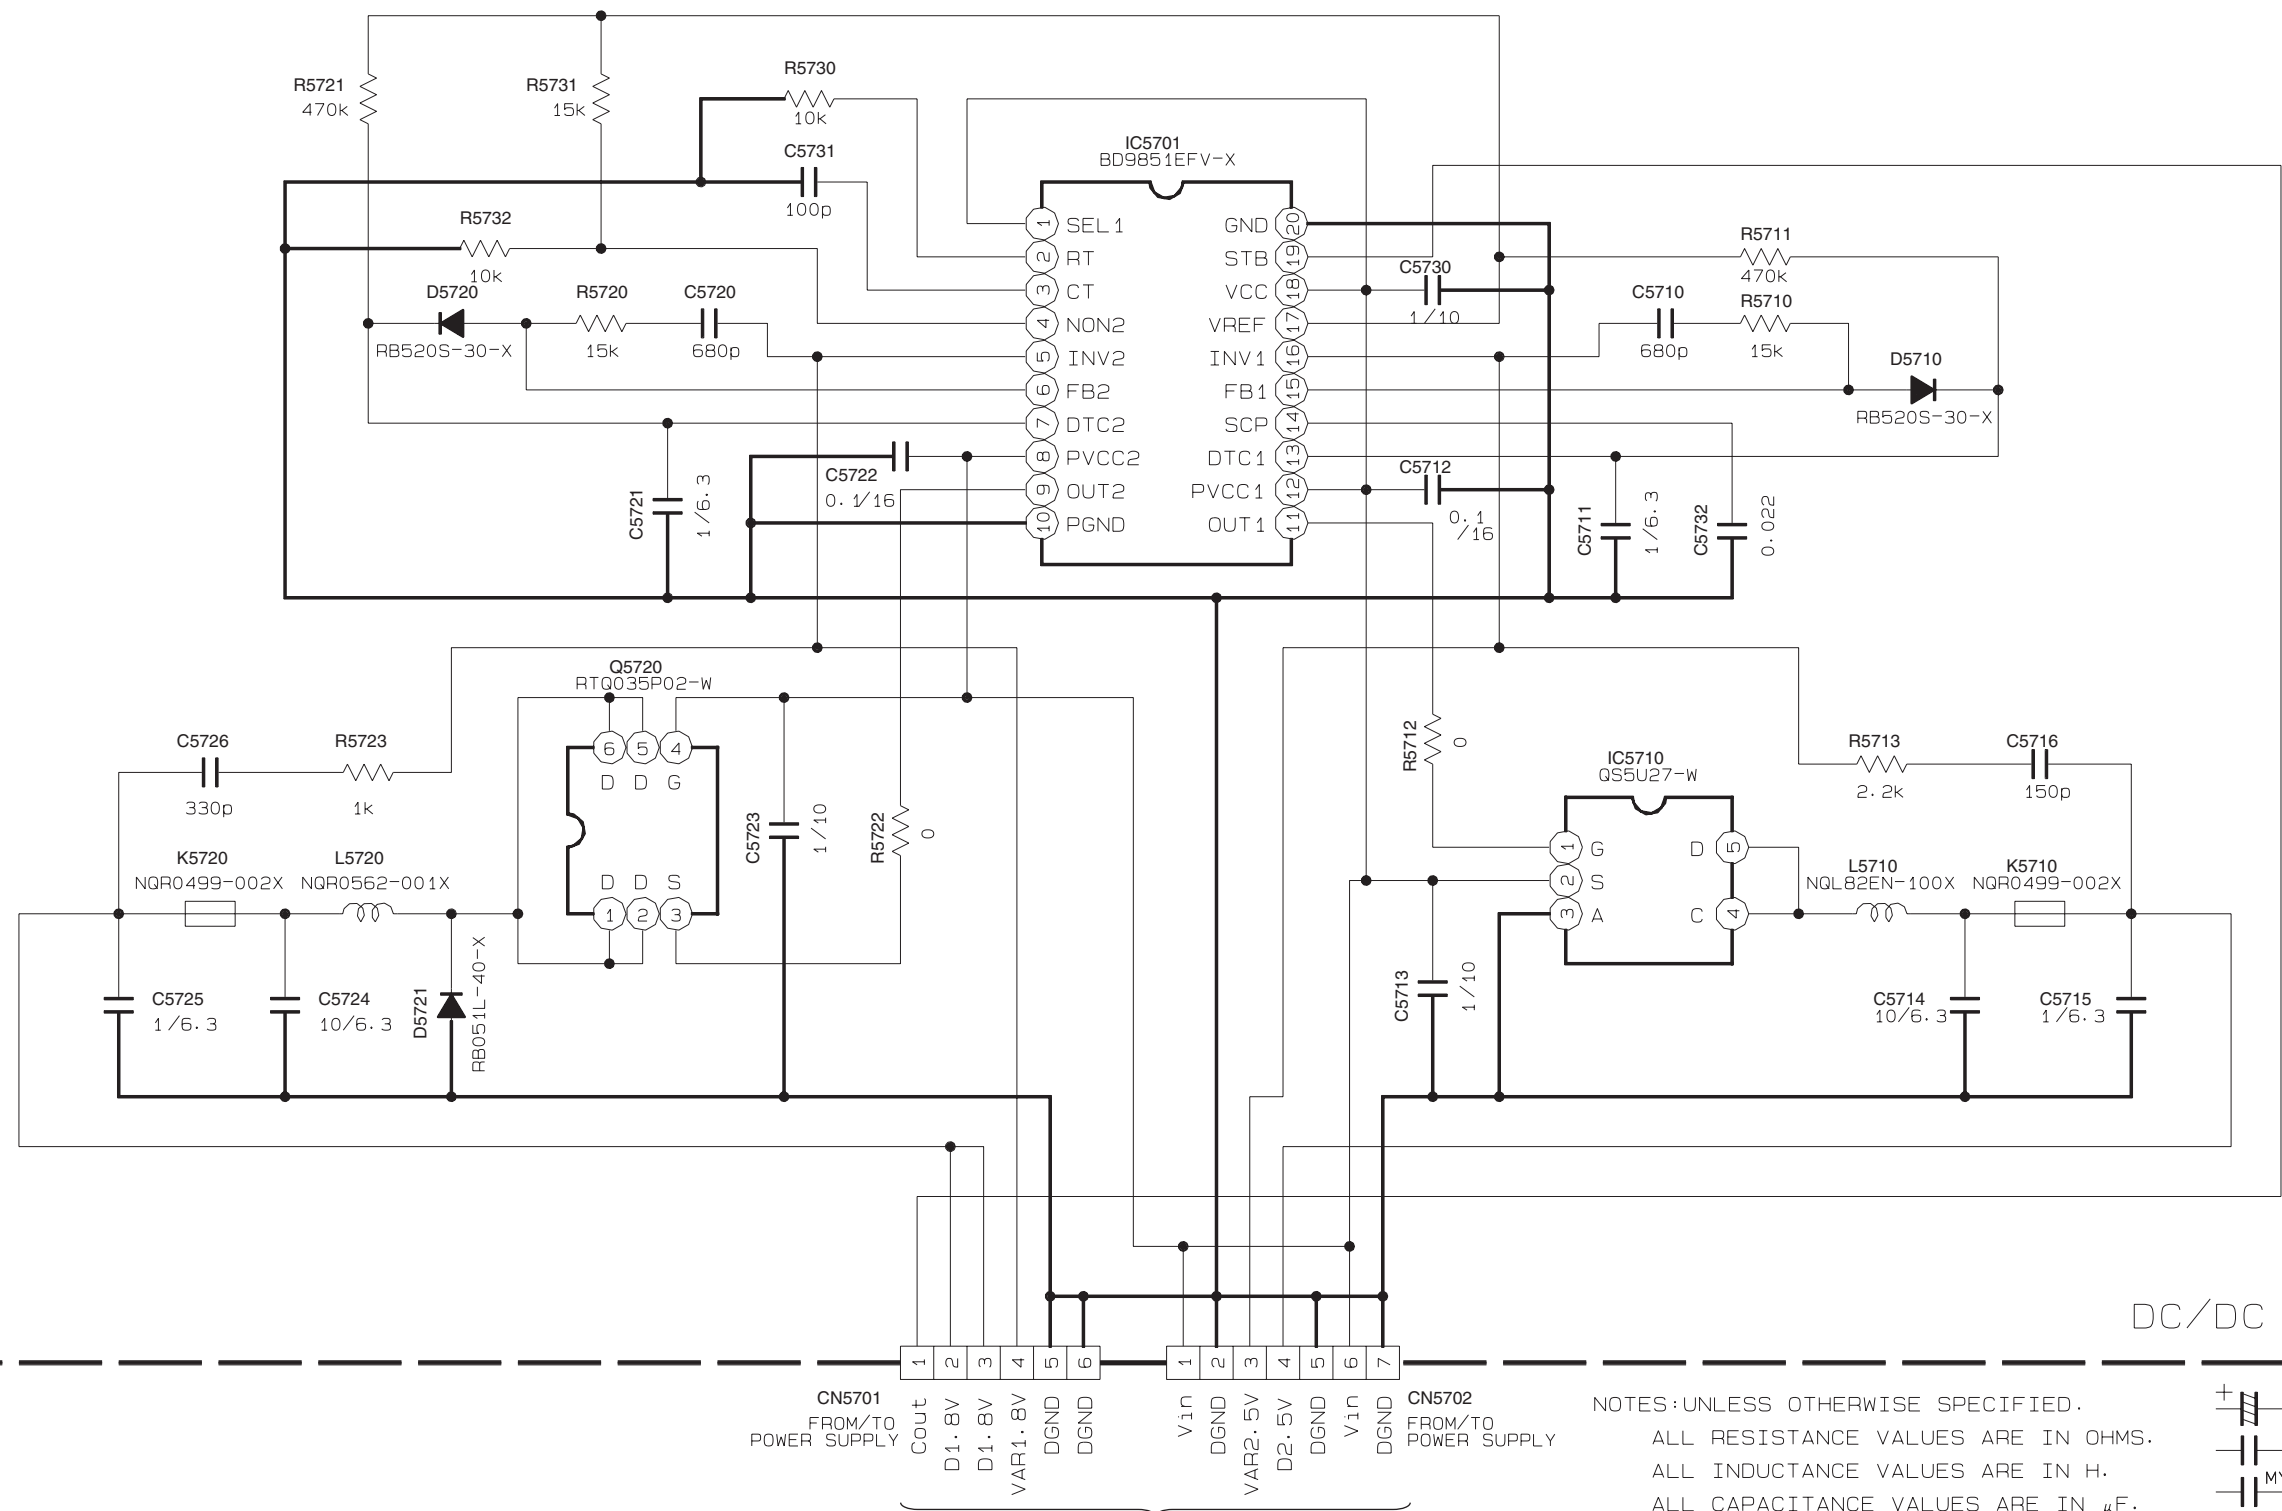 R5721
470k
R5731
15k
R5730
10k
C5731
100p
R5732
10k
D5720
RB520S-30-X
R5720
15k
C5720
680p
IC5701
BD9851EFV-X
1 SEL1
2 RT
3 CT
4 NON2
5 INV2
6 FB2
7 DTC2
8 PVCC2
9 OUT2
10 PGND
GND 20
STB 19
VCC 18
VREF 17
INV1 16
FB1 15
SCP 14
DTC1 13
PVCC1 12
OUT1 11
C5730
1/10
R5711
470k
C5710
680p
R5710
15k
D5710
RB520S-30-X
C5721
1/6.3
C5722
0.1/16
C5712
0.1
/16
C5711
1/6.3
C5732
0.022
Q5720
RTQ035P02-W
6 5 4
D D G
D D S
1 2 3
C5726
330p
R5723
1k
K5720
NQR0499-002X
L5720
NQR0562-001X
C5725
1/6.3
C5724
10/6.3
D5721
RB051L-40-X
C5723
1/10
R5722
0
R5712
0
IC5710
QS5U27-W
1 G
2 S
3 A
D 5
C 4
R5713
2.2k
C5716
150p
L5710
NQL82EN-100X
K5710
NQR0499-002X
C5713
1/10
C5714
10/6.3
C5715
1/6.3
DC/DC
CN5701
FROM/TO
POWER SUPPLY
1 2 3 4 5 6
Cout
D1.8V
D1.8V
VAR1.8V
DGND
DGND
1 2 3 4 5 6 7
Vin
DGND
VAR2.5V
D2.5V
DGND
Vin
DGND
CN5702
FROM/TO
POWER SUPPLY
NOTES:UNLESS OTHERWISE SPECIFIED.
ALL RESISTANCE VALUES ARE IN OHMS.
ALL INDUCTANCE VALUES ARE IN H.
ALL CAPACITANCE VALUES ARE IN μF.
+